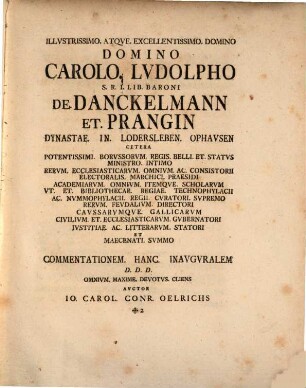 ILLVSTRISSIMO. ATQVE. EXCELLENTISSIMO. DOMINO
DOMINO
CAROLO, LVDOLPHO
S. R. I. LIB. BARONI
DE. DANCKELMANN
ET. PRANGIN
DYNASTAE. IN. LODERSLEBEN. OPHAVSEN
CETERA
POTENTISSIMI. BORVSSORVM. REGIS. BELLI. ET. STATVS
MINISTRO. INTIMO
RERVM. ECCLESIASTICARVM. OMNIVM. AC. CONSISTORII
ELECTORALIS. MARCHICI. PRAESIDI
ACADEMIARVM. OMNIVM. ITEMQVE. SCHOLARVM
VT. ET. BIBLIOTHECAE. REGIAE. TECHNOPHYLACII
AC. NVMMOPHYLACII. REGII. CVRATORI. SVPREMO
RERVM. FEVDALIVM. DIRECTORI
CAVSSARVMQVE. GALLICARVM
CIVILIVM. ET. ECCLESIASTICARVM. GVBERNATORI
IVSTITIAE. AC. LITTERARVM. STATORI
ET
MAECENATI. SVMMO
COMMENTATIONEM. HANC. INAVGVRALEM
D. D. D.
OMNIVM. MAXIME. DEVOTVS. CLIENS
AVCTOR
IO. CAROL. CONR. OELRICHS
✠2